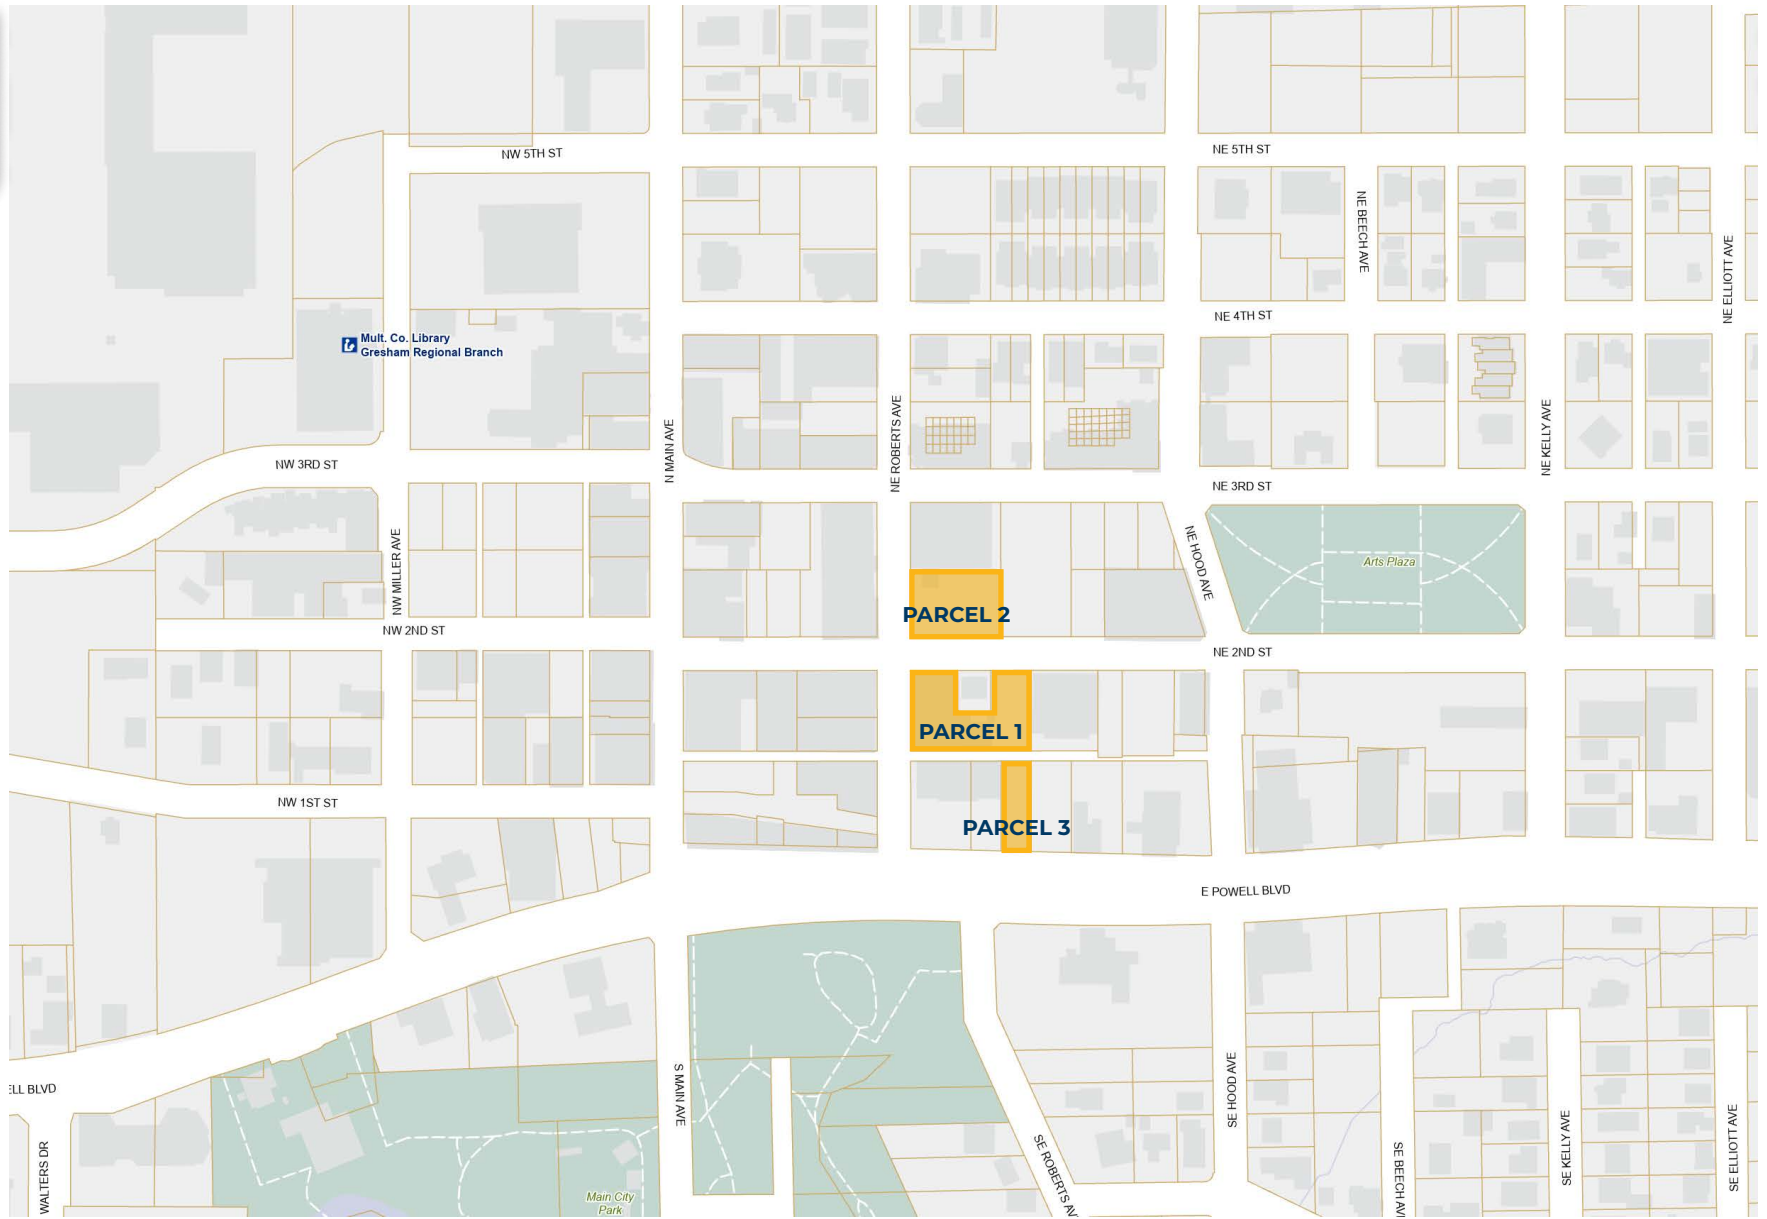 NW 5TH ST
NE 5TH ST
NE BEECH AVE
NE ELLIOTT AVE
NE 4TH ST
Mult. Co. Library
Gresham Regional Branch
N MAIN AVE
NE ROBERTS AVE
NE KELLY AVE
NW 3RD ST
NE 3RD ST
NW MILLER AVE
NE HOOD AVE
Arts Plaza
PARCEL 2
NW 2ND ST
NE 2ND ST
PARCEL 1
NW 1ST ST
PARCEL 3
E POWELL BLVD
ELL BLVD
S MAIN AVE
SE HOOD AVE
WALTERS DR
SE ROBERTS AV
SE BEECH AV
SE KELLY AVE
SE ELLIOTT AVE
Main City
Park